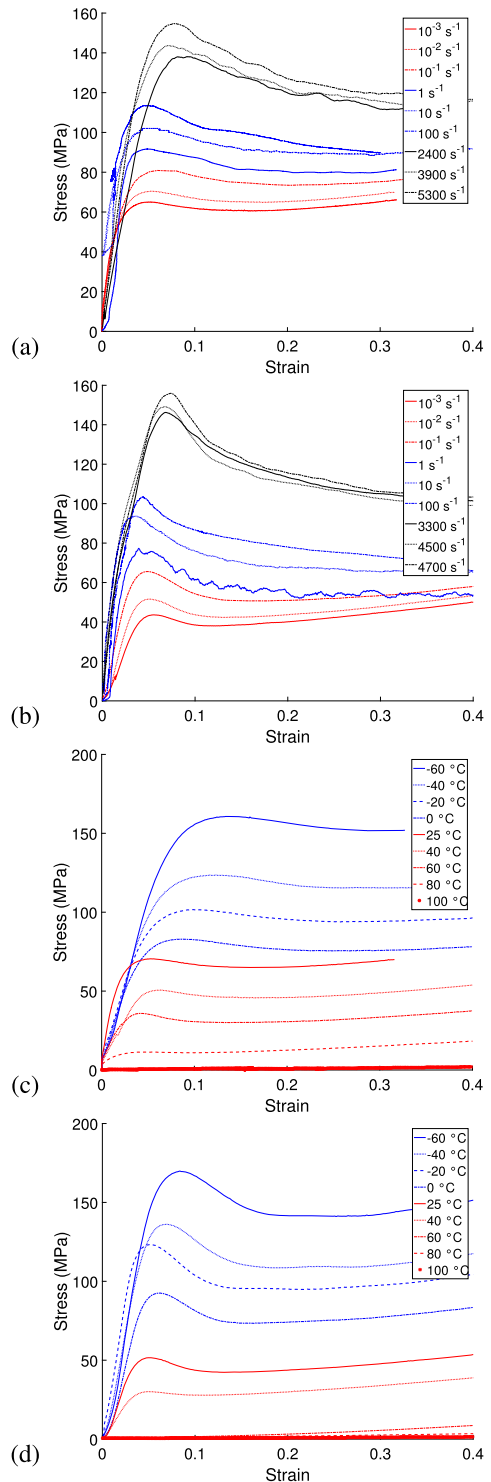 160
140
120
100
80
60
40
20
0
Stress (MPa)
10-3 s-1
10-2 s-1
10-1 s-1
1 s-1
10 s-1
100 s-1
2400 s-1
3900 s-1
5300 s-1
0 0.1 0.2 0.3 0.4
Strain
(a)
160
140
120
100
80
60
40
20
0
Stress (MPa)
10-3 s-1
10-2 s-1
10-1 s-1
1 s-1
10 s-1
100 s-1
3300 s-1
4500 s-1
4700 s-1
0 0.1 0.2 0.3 0.4
Strain
(b)
200
150
100
50
0
Stress (MPa)
-60 °C
-40 °C
-20 °C
0 °C
25 °C
40 °C
60 °C
80 °C
100 °C
0 0.1 0.2 0.3 0.4
Strain
(c)
200
150
100
50
0
Stress (MPa)
-60 °C
-40 °C
-20 °C
0 °C
25 °C
40 °C
60 °C
80 °C
100 °C
0 0.1 0.2 0.3 0.4
Strain
(d)